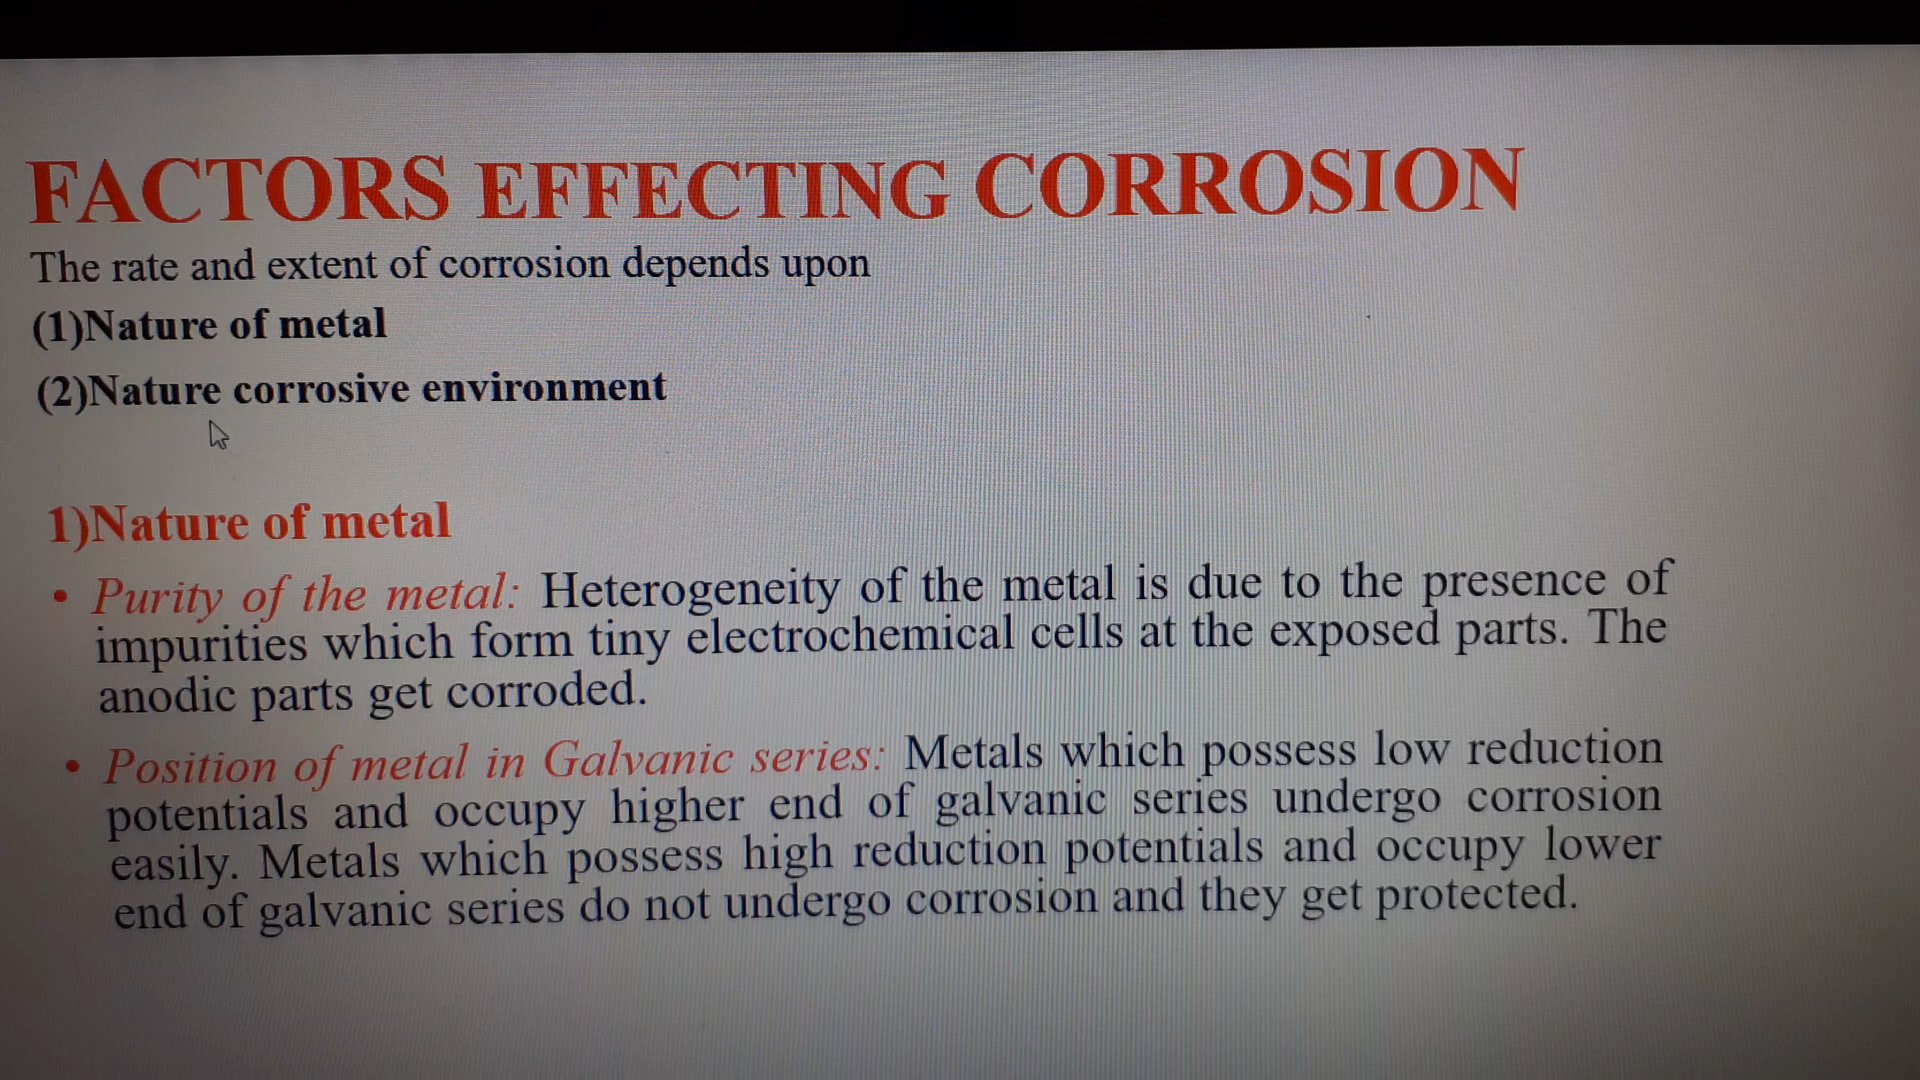 FACTORS EFFECTING CORROSION
The rate and extent of corrosion depends upon
(1)Nature of metal
(2)Nature corrosive environment
1)Nature of metal
• Purity of the metal: Heterogeneity of the metal is due to the presence of
impurities which form tiny electrochemical cells at the exposed parts. The
anodic parts get corroded.
• Position of metal in Galvanic series: Metals which possess low reduction
potentials and occupy higher end of galvanic series undergo corrosion
easily. Metals which possess high reduction potentials and occupy lower
end of galvanic series do not undergo corrosion and they get protected.